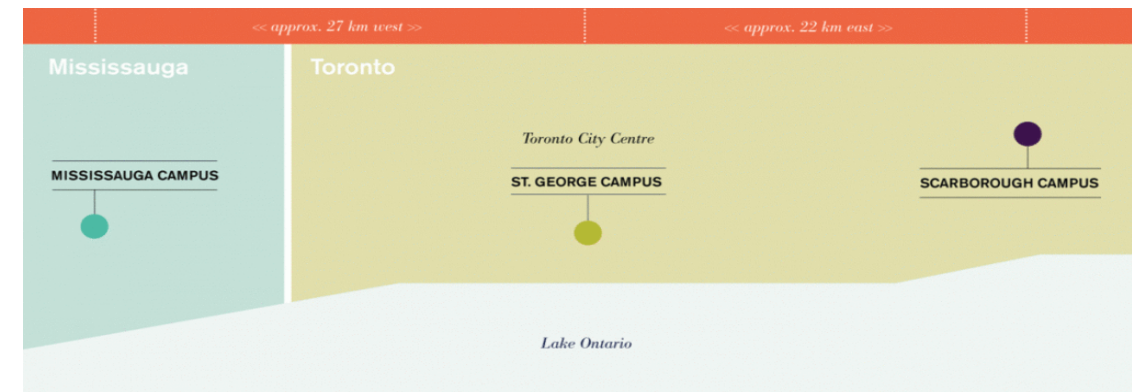 << approx. 27 km west >>
<< approx. 22 km east >>
Mississauga
Toronto
Toronto City Centre
MISSISSAUGA CAMPUS
ST. GEORGE CAMPUS
SCARBOROUGH CAMPUS
Lake Ontario